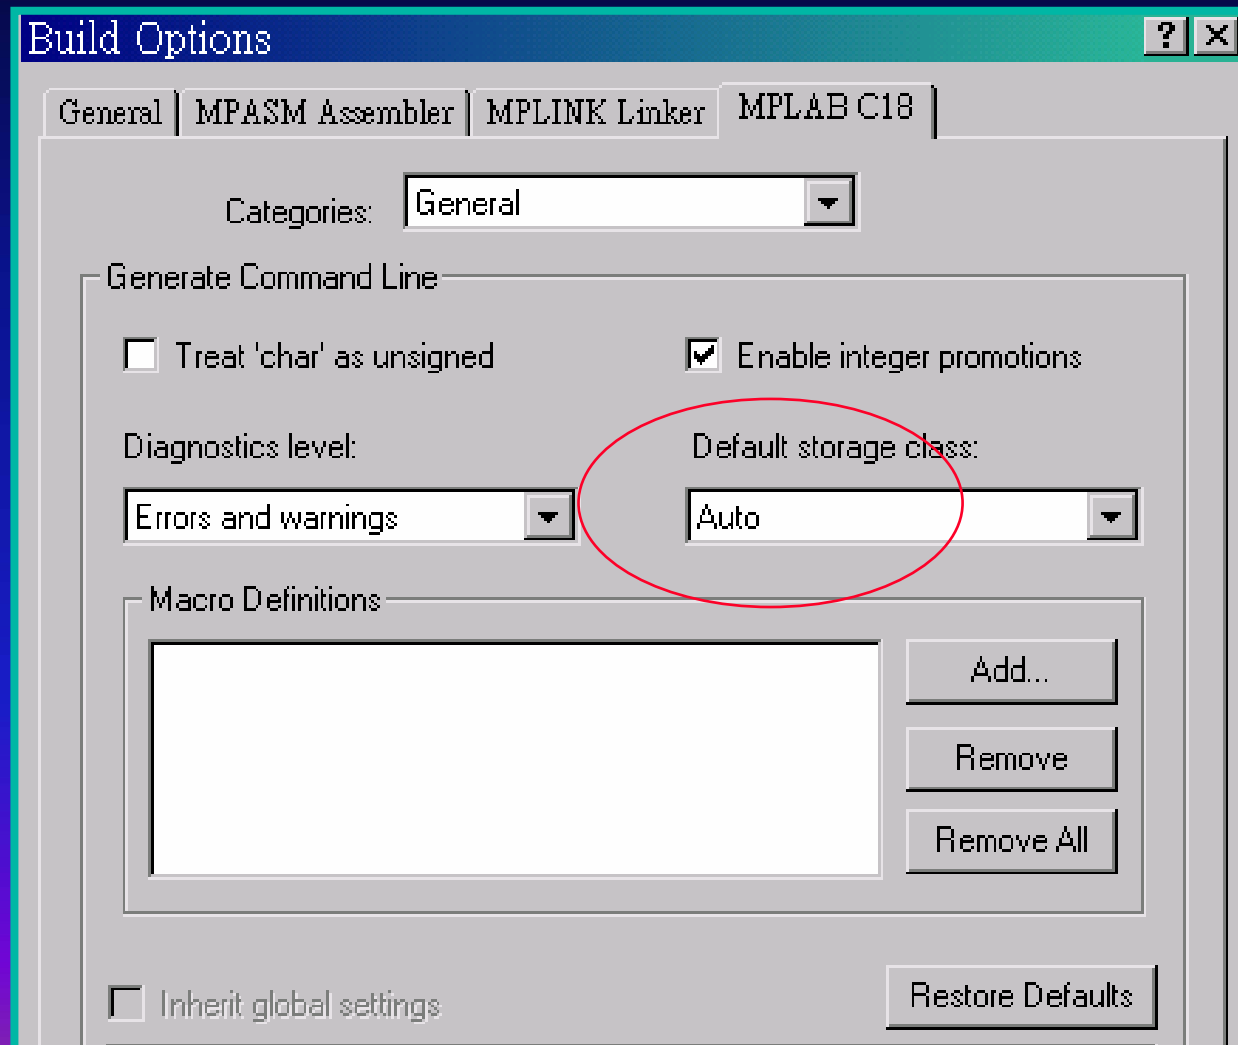 Build Options
General MPASM Assembler MPLINK Linker MPLAB C18
Categories: General
Generate Command Line
Treat 'char' as unsigned Enable integer promotions
Diagnostics level: Default storage class:
Errors and warnings Auto
Macro Definitions
Add...
Remove
Remove All
Inherit global settings Restore Defaults